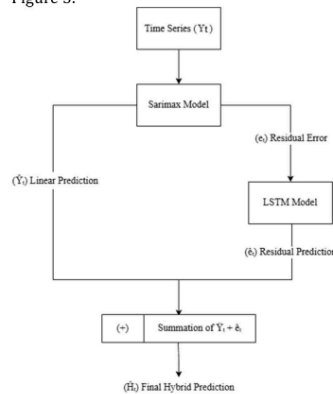 Figure 3.
Time Series (Yt)
Sarimax Model
(eₜ) Residual Error
(Ŷₜ) Linear Prediction
LSTM Model
(êₜ) Residual Prediction
(+) Summation of Ŷₜ + êₜ
(Ĥₜ) Final Hybrid Prediction